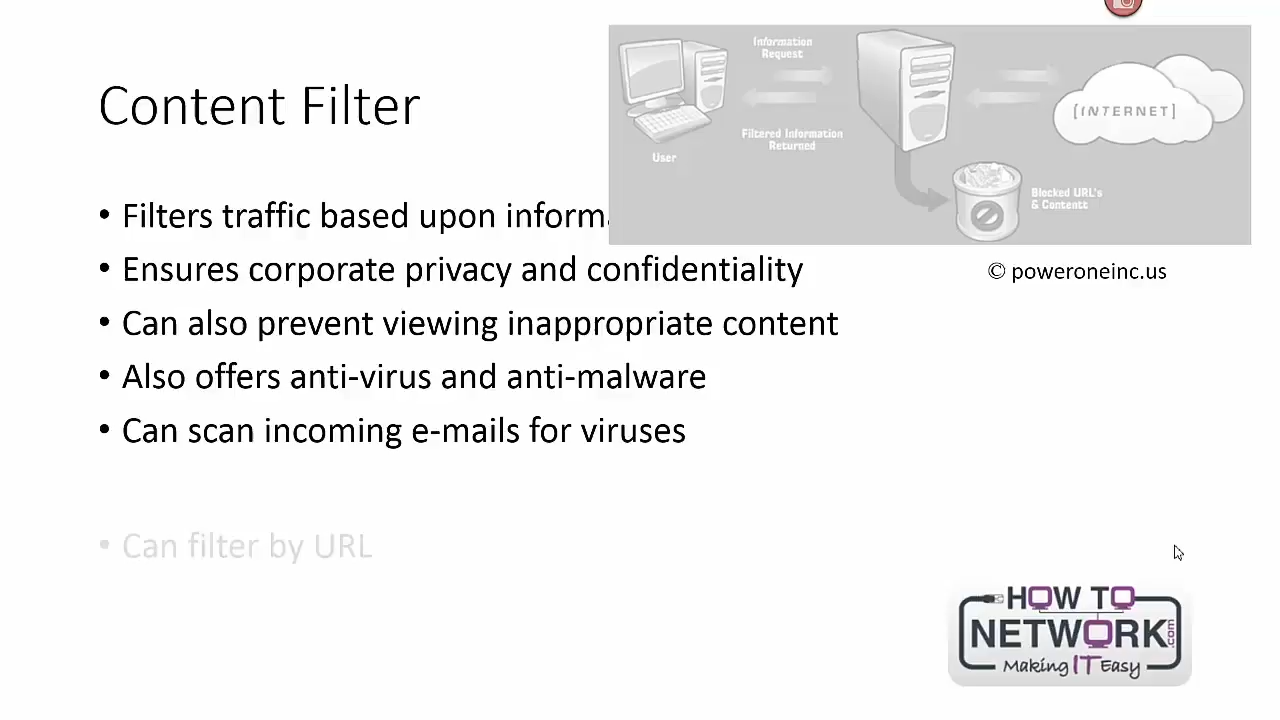 Content Filter
Information
Request
Filtered Information
Returned
User
[INTERNET]
Blocked URL's
& Contentt
• Filters traffic based upon
• Ensures corporate privacy and confidentiality
© poweroneinc.us
• Can also prevent viewing inappropriate content
• Also offers anti-virus and anti-malware
• Can scan incoming e-mails for viruses
• Can filter by URL
HOW TO
NETWORK.com
Making IT Easy